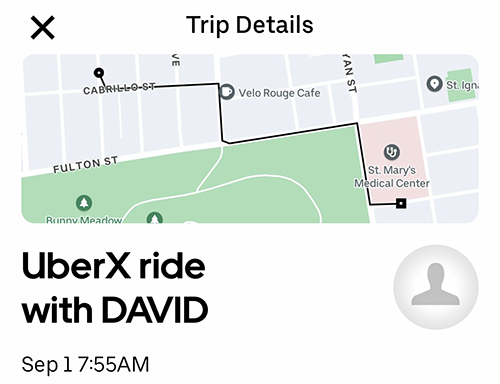 Trip Details
VE
YAN ST
CABRILLO ST
Velo Rouge Cafe
St. Igna
FULTON ST
St. Mary's
Medical Center
Bunny Meadow
UberX ride
with DAVID
Sep 1 7:55AM